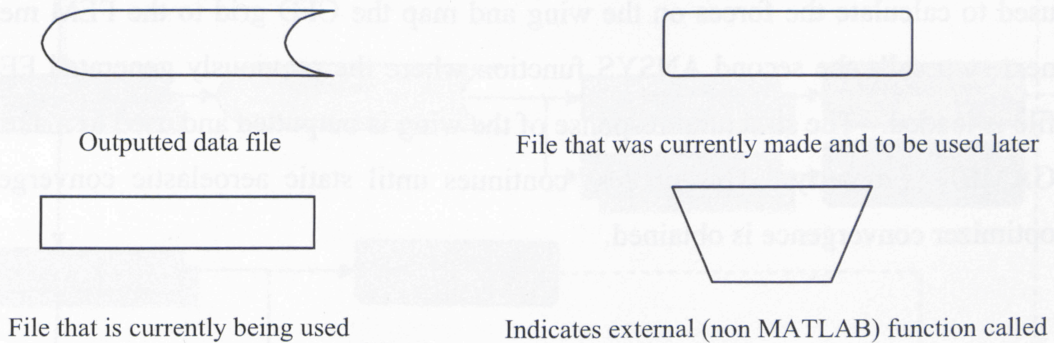 Outputted data file
File that was currently made and to be used later
File that is currently being used
Indicates external (non MATLAB) function called